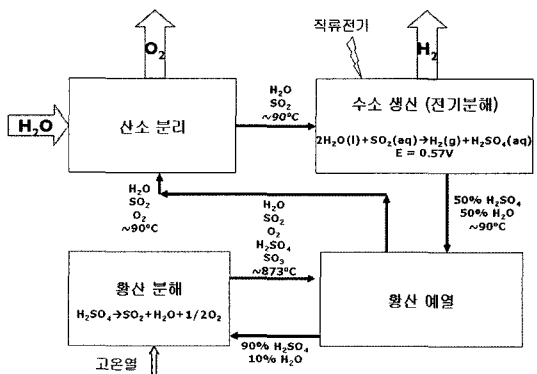 O₂
직류전기
H₂
H₂O
산소 분리
H₂O
SO₂
~90°C
수소 생산 (전기분해)
2H₂O(l)+SO₂(aq)→H₂(g)+H₂SO₄(aq)
E = 0.57V
H₂O
SO₂
O₂
~90°C
H₂O
SO₂
O₂
H₂SO₄
SO₃
~873°C
50% H₂SO₄
50% H₂O
~90°C
황산 분해
H₂SO₄→SO₂+H₂O+1/2O₂
황산 예열
90% H₂SO₄
10% H₂O
고온열